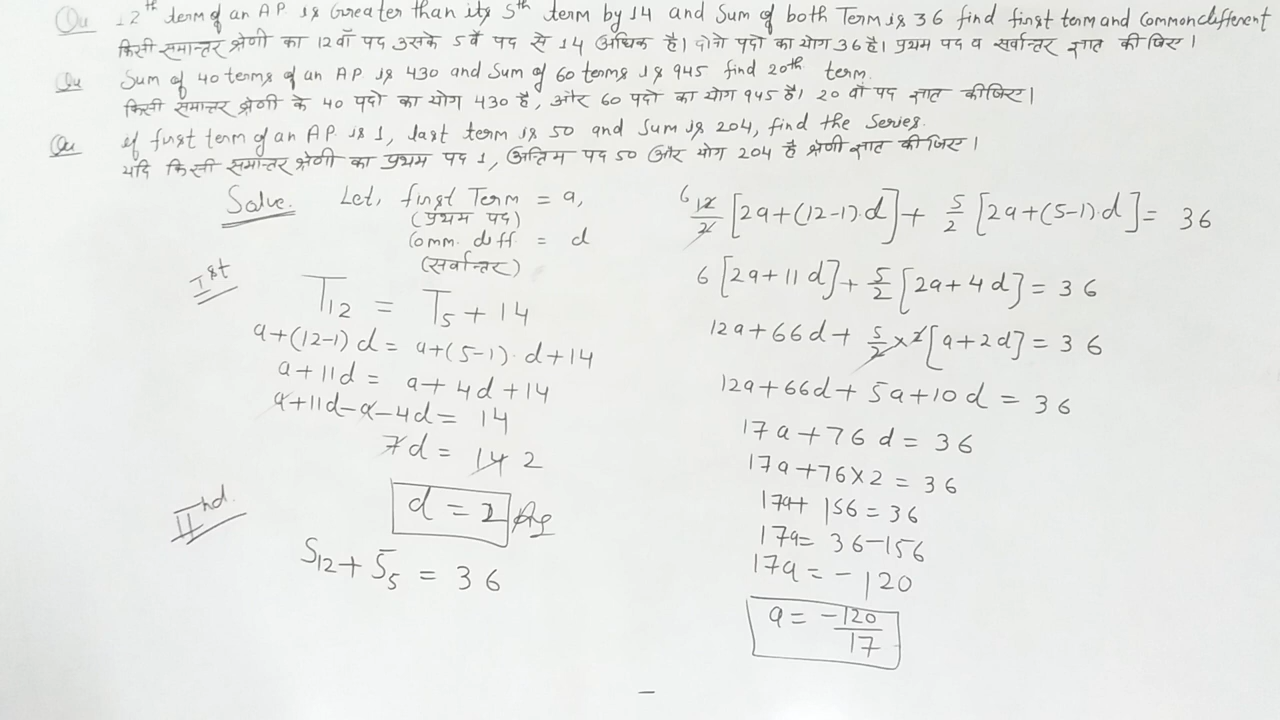 Qu 12th term of an A.P. is Greater than its 5th term by 14 and Sum of both Term is 36 find first term and Common different
किसी समान्तर श्रेणी का 12वाँ पद उसके 5वें पद से 14 अधिक है। दोनो पदो का योग 36 है। प्रथम पद व सर्वान्तर ज्ञात कीजिए।
Qu Sum of 40 terms of an A.P. is 430 and Sum of 60 terms is 945 find 20th term.
किसी समान्तर श्रेणी के 40 पदो का योग 430 है, और 60 पदो का योग 945 है। 20 वाँ पद ज्ञात कीजिए।
Qu if first term of an A.P. is 1, last term is 50 and Sum is 204, find the Series.
यदि किसी समान्तर श्रेणी का प्रथम पद 1, अन्तिम पद 50 और योग 204 है श्रेणी ज्ञात कीजिए।
Solve. Let, first Term = a,
(प्रथम पद)
Comm. diff. = d
(सर्वान्तर)
Ist
T12 = T5 + 14
a+(12-1)d = a+(5-1).d+14
a+11d = a+4d+14
a+11d-a-4d = 14
7d = 14 2
d = 2 Ans
IInd.
S12 + S5 = 36
6 12/2 [2a+(12-1).d] + 5/2 [2a+(5-1).d] = 36
6[2a+11d] + 5/2 [2a+4d] = 36
12a+66d + 5/2 × 2[a+2d] = 36
12a+66d+5a+10d = 36
17a+76d = 36
17a+76×2 = 36
17a+ 156 = 36
17a = 36-156
17a = -120
a = -120/17